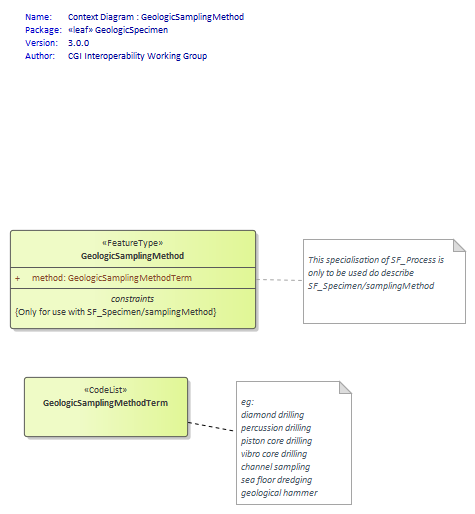 Name: Context Diagram : GeologicSamplingMethod
Package: «leaf» GeologicSpecimen
Version: 3.0.0
Author: CGI Interoperability Working Group
«FeatureType»
GeologicSamplingMethod
+ method: GeologicSamplingMethodTerm
constraints
{Only for use with SF_Specimen/samplingMethod}
This specialisation of SF_Process is
only to be used do describe
SF_Specimen/samplingMethod
«CodeList»
GeologicSamplingMethodTerm
eg:
diamond drilling
percussion drilling
piston core drilling
vibro core drilling
channel sampling
sea floor dredging
geological hammer